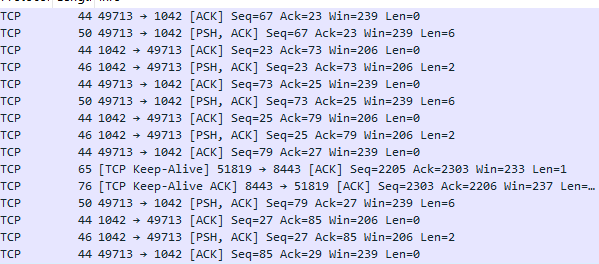 TCP 44 49713 → 1042 [ACK] Seq=67 Ack=23 Win=239 Len=0
TCP 50 49713 → 1042 [PSH, ACK] Seq=67 Ack=23 Win=239 Len=6
TCP 44 1042 → 49713 [ACK] Seq=23 Ack=73 Win=206 Len=0
TCP 46 1042 → 49713 [PSH, ACK] Seq=23 Ack=73 Win=206 Len=2
TCP 44 49713 → 1042 [ACK] Seq=73 Ack=25 Win=239 Len=0
TCP 50 49713 → 1042 [PSH, ACK] Seq=73 Ack=25 Win=239 Len=6
TCP 44 1042 → 49713 [ACK] Seq=25 Ack=79 Win=206 Len=0
TCP 46 1042 → 49713 [PSH, ACK] Seq=25 Ack=79 Win=206 Len=2
TCP 44 49713 → 1042 [ACK] Seq=79 Ack=27 Win=239 Len=0
TCP 65 [TCP Keep-Alive] 51819 → 8443 [ACK] Seq=2205 Ack=2303 Win=233 Len=1
TCP 76 [TCP Keep-Alive ACK] 8443 → 51819 [ACK] Seq=2303 Ack=2206 Win=237 Len=…
TCP 50 49713 → 1042 [PSH, ACK] Seq=79 Ack=27 Win=239 Len=6
TCP 44 1042 → 49713 [ACK] Seq=27 Ack=85 Win=206 Len=0
TCP 46 1042 → 49713 [PSH, ACK] Seq=27 Ack=85 Win=206 Len=2
TCP 44 49713 → 1042 [ACK] Seq=85 Ack=29 Win=239 Len=0